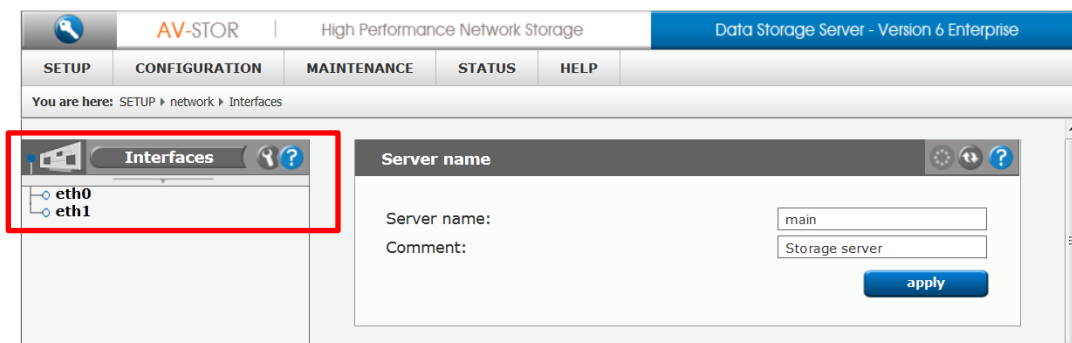 AV-STOR | High Performance Network Storage Data Storage Server - Version 6 Enterprise
SETUP CONFIGURATION MAINTENANCE STATUS HELP
You are here: SETUP network Interfaces
Interfaces ?
eth0
eth1
Server name ?
Server name: main
Comment: Storage server
apply